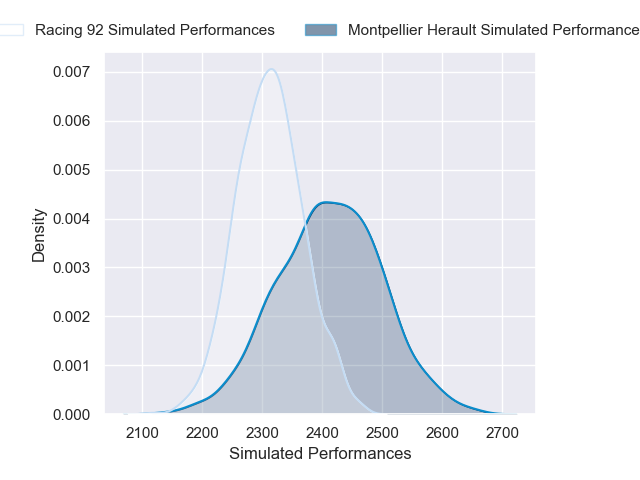 Racing 92 Simulated Performances
Montpellier Herault Simulated Performance
0.007
0.006
0.005
0.004
0.003
0.002
0.001
0.000
Density
2100 2200 2300 2400 2500 2600 2700
Simulated Performances